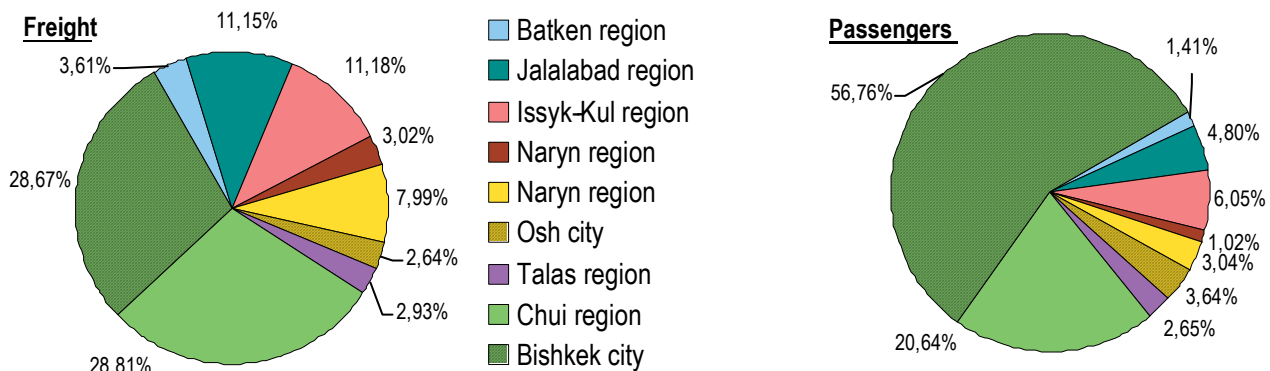 Freight
11,15%
3,61%
11,18%
3,02%
28,67%
7,99%
2,64%
2,93%
28,81%
Batken region
Jalalabad region
Issyk-Kul region
Naryn region
Naryn region
Osh city
Talas region
Chui region
Bishkek city
Passengers
1,41%
56,76%
4,80%
6,05%
1,02%
3,04%
3,64%
2,65%
20,64%